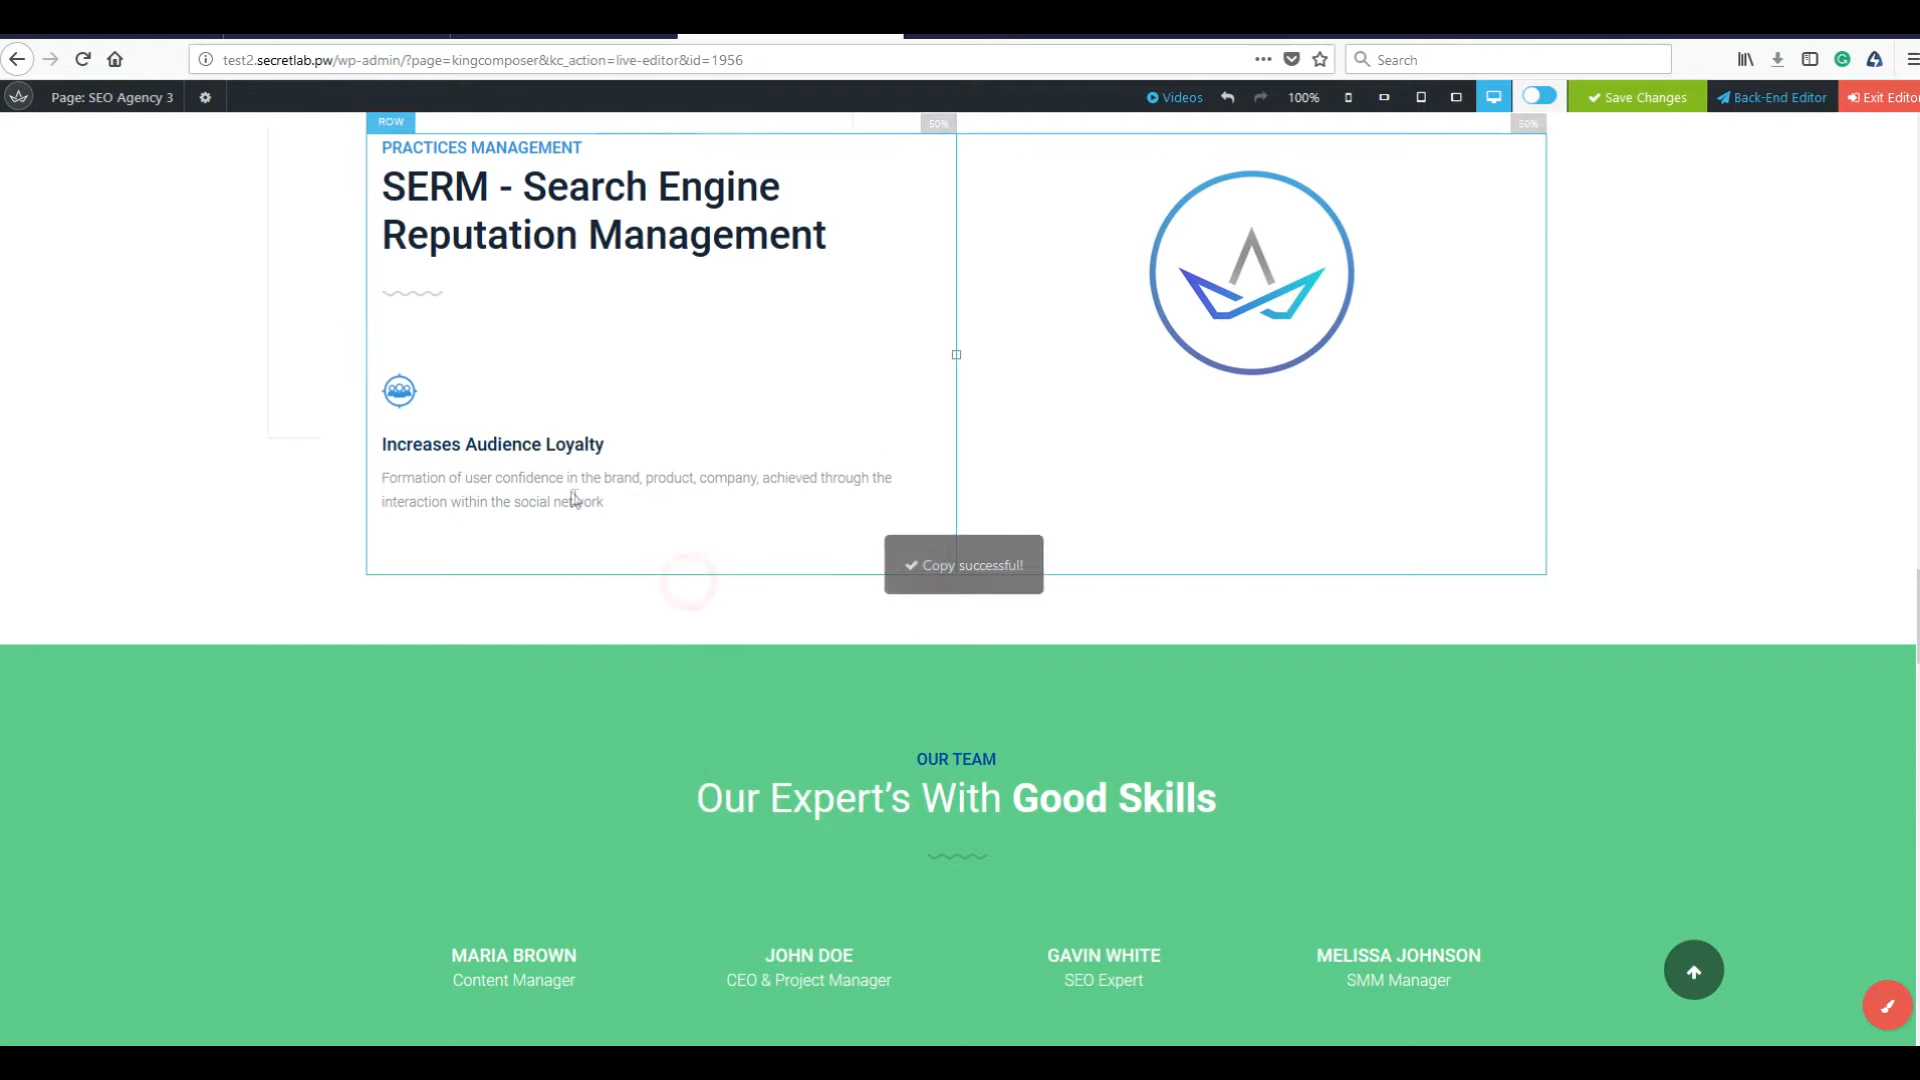 test2.secretlab.pw/wp-admin/?page=kingcomposer&kc_action=live-editor&id=1956
Search
Page: SEO Agency 3
Videos
100%
Save Changes
Back-End Editor
Exit Editor
ROW
50%
50%
PRACTICES MANAGEMENT
SERM - Search Engine
Reputation Management
Increases Audience Loyalty
Formation of user confidence in the brand, product, company, achieved through the
interaction within the social network
Copy successful!
OUR TEAM
Our Expert’s With Good Skills
MARIA BROWN
Content Manager
JOHN DOE
CEO & Project Manager
GAVIN WHITE
SEO Expert
MELISSA JOHNSON
SMM Manager